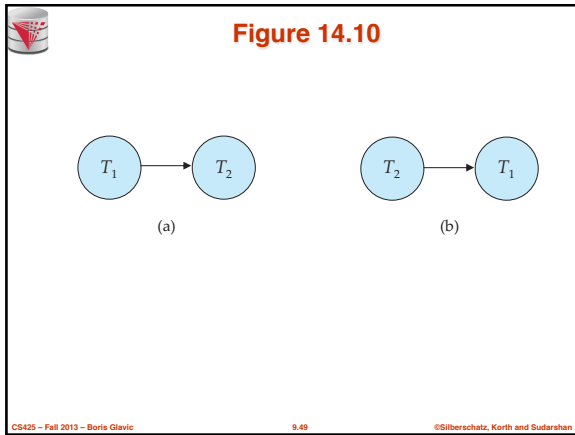 Figure 14.10
T1 T2 T2 T1
(a) (b)
CS425 – Fall 2013 – Boris Glavic 9.49 ©Silberschatz, Korth and Sudarshan